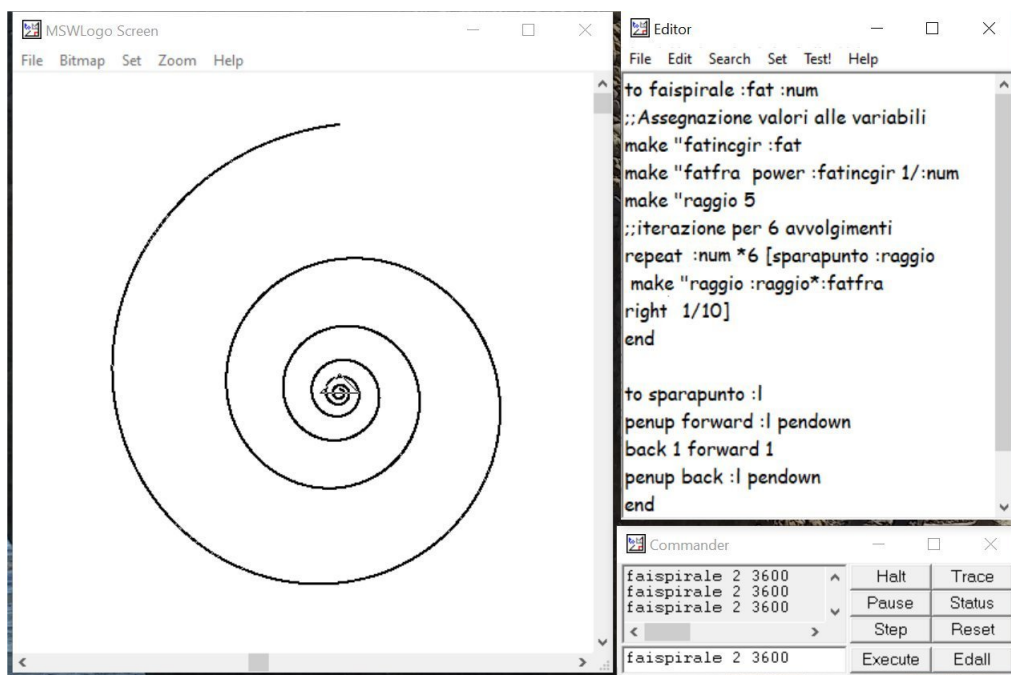 MSWLogo Screen
File Bitmap Set Zoom Help
Editor
File Edit Search Set Test! Help
to faispirale :fat :num
;;Assegnazione valori alle variabili
make "fatincgir :fat
make "fatfra power :fatincgir 1/:num
make "raggio 5
;;iterazione per 6 avvolgimenti
repeat :num *6 [sparapunto :raggio
make "raggio :raggio*:fatfra
right 1/10]
end
to sparapunto :l
penup forward :l pendown
back 1 forward 1
penup back :l pendown
end
Commander
faispirale 2 3600
faispirale 2 3600
faispirale 2 3600
faispirale 2 3600
Halt Trace
Pause Status
Step Reset
Execute Edall